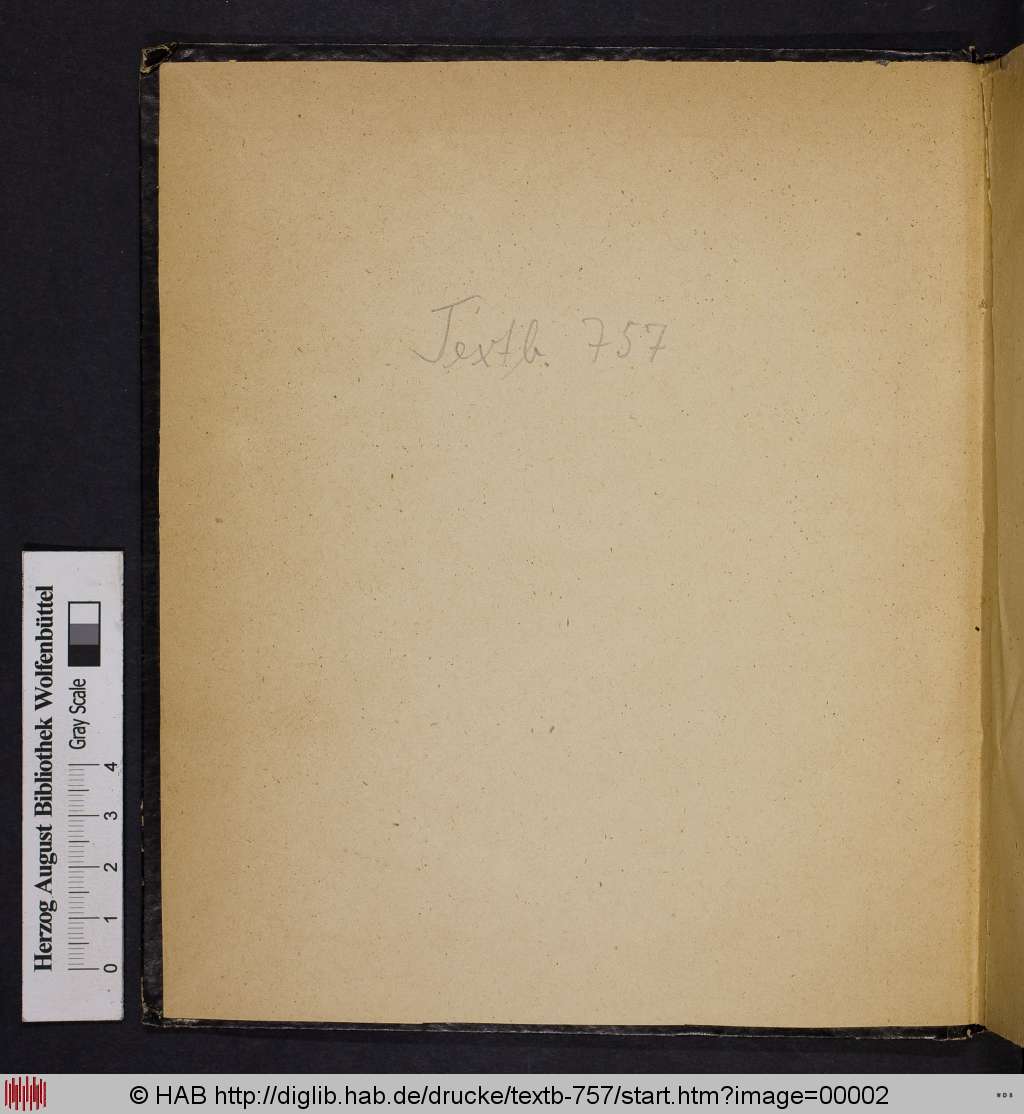 Textb. 757
Herzog August Bibliothek Wolfenbüttel
Gray Scale
0 1 2 3 4
© HAB http://diglib.hab.de/drucke/textb-757/start.htm?image=00002